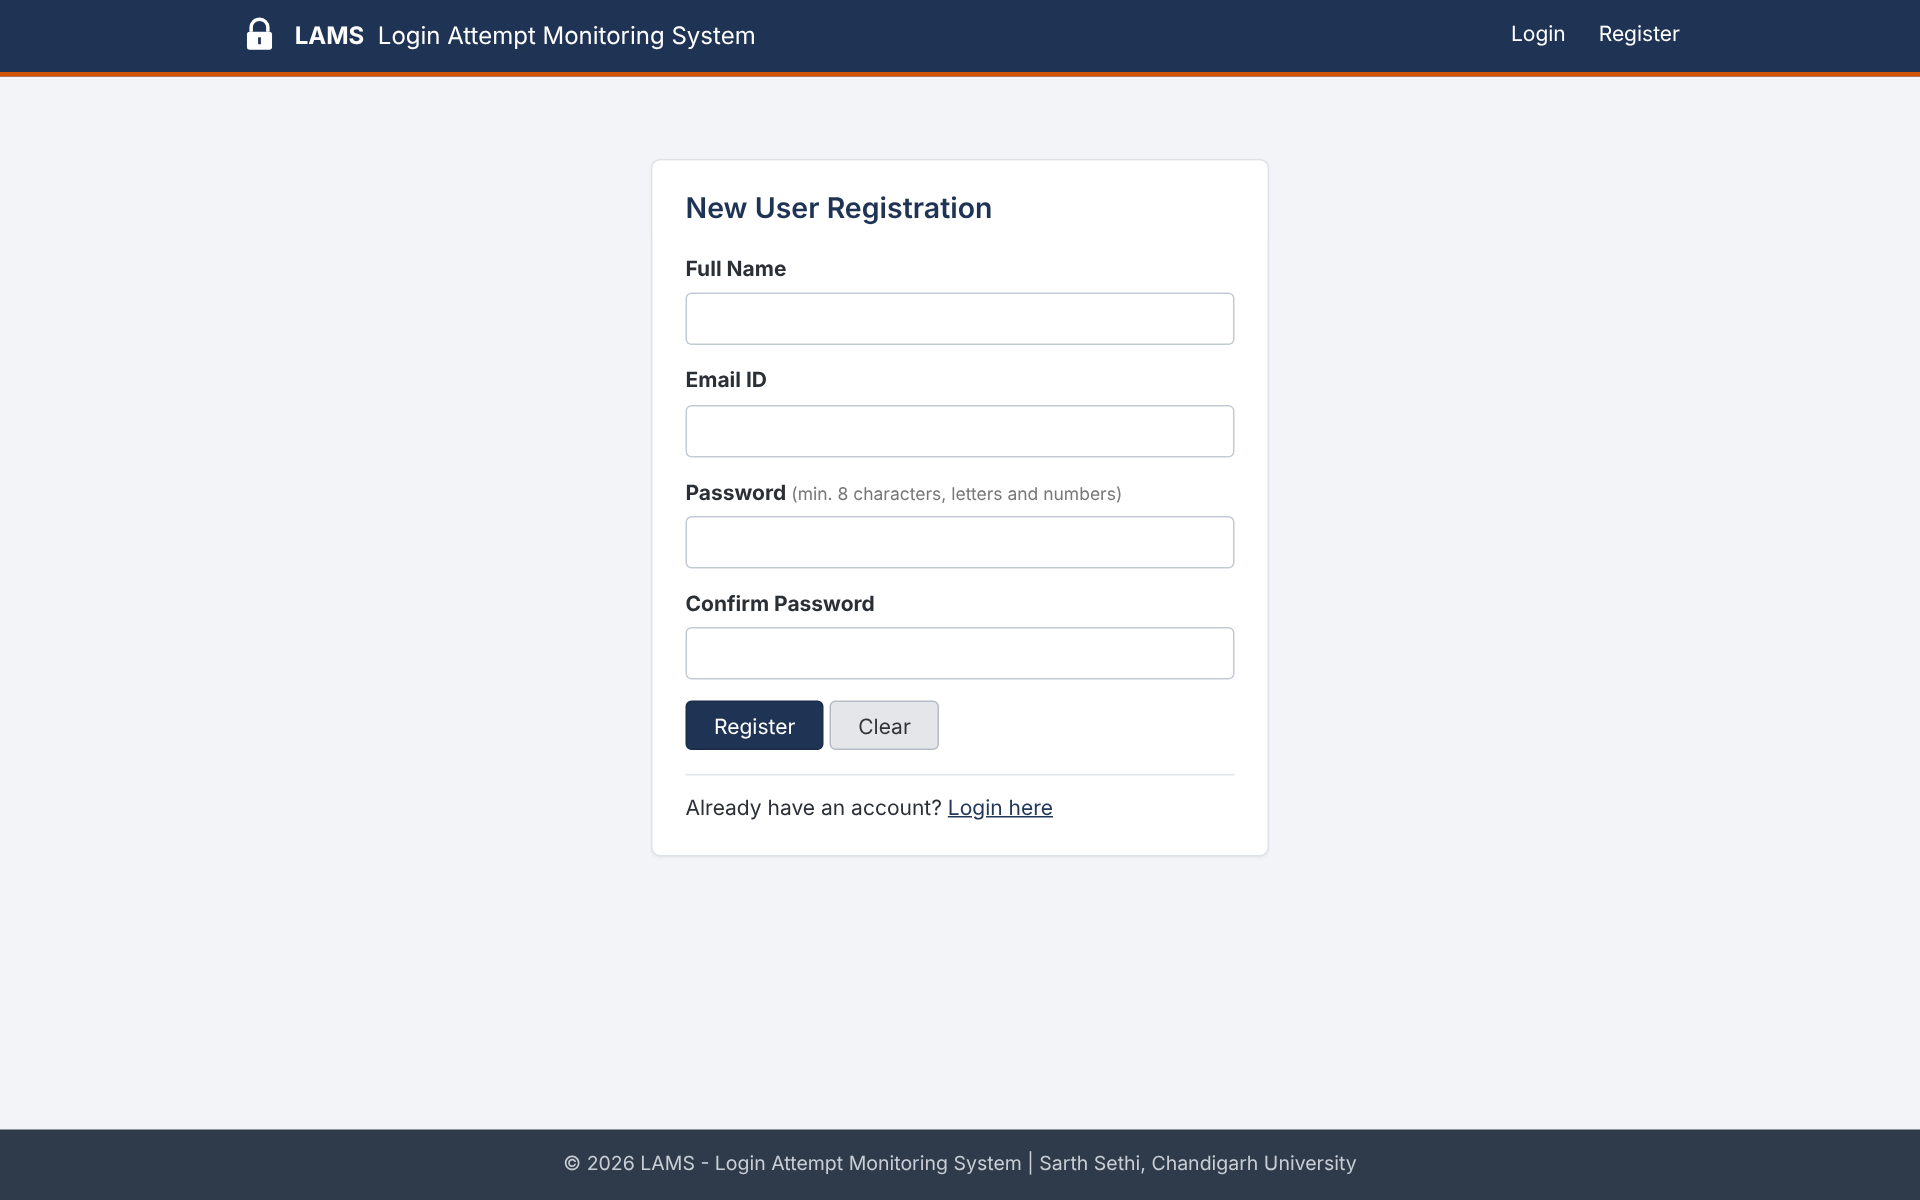 LAMS Login Attempt Monitoring System
Login Register
New User Registration
Full Name
Email ID
Password (min. 8 characters, letters and numbers)
Confirm Password
Register Clear
Already have an account? Login here
© 2026 LAMS - Login Attempt Monitoring System | Sarth Sethi, Chandigarh University